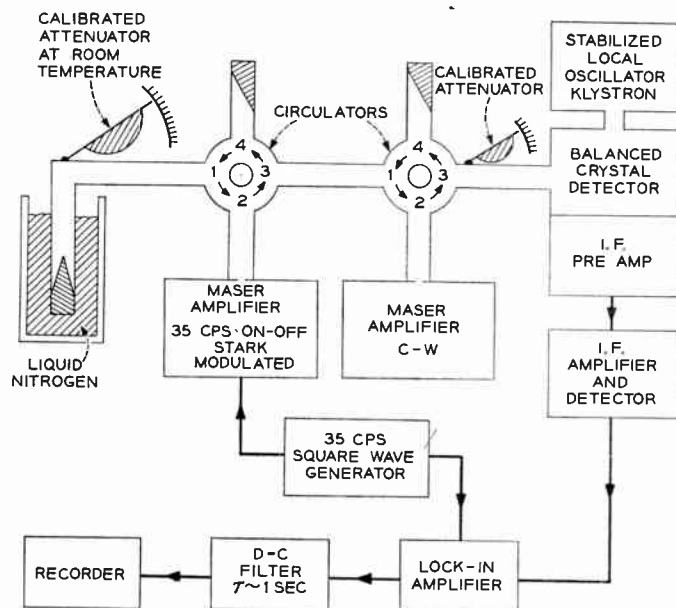 CALIBRATED
ATTENUATOR
AT ROOM
TEMPERATURE
CIRCULATORS
CALIBRATED
ATTENUATOR
STABILIZED
LOCAL
OSCILLATOR
KLYSTRON
4
1 3
2
4
1 3
2
BALANCED
CRYSTAL
DETECTOR
I.F.
PRE AMP
MASER
AMPLIFIER
35 CPS ON-OFF
STARK
MODULATED
MASER
AMPLIFIER
C-W
LIQUID
NITROGEN
I.F.
AMPLIFIER
AND
DETECTOR
35 CPS
SQUARE WAVE
GENERATOR
RECORDER
D-C
FILTER
τ~1 SEC
LOCK-IN
AMPLIFIER